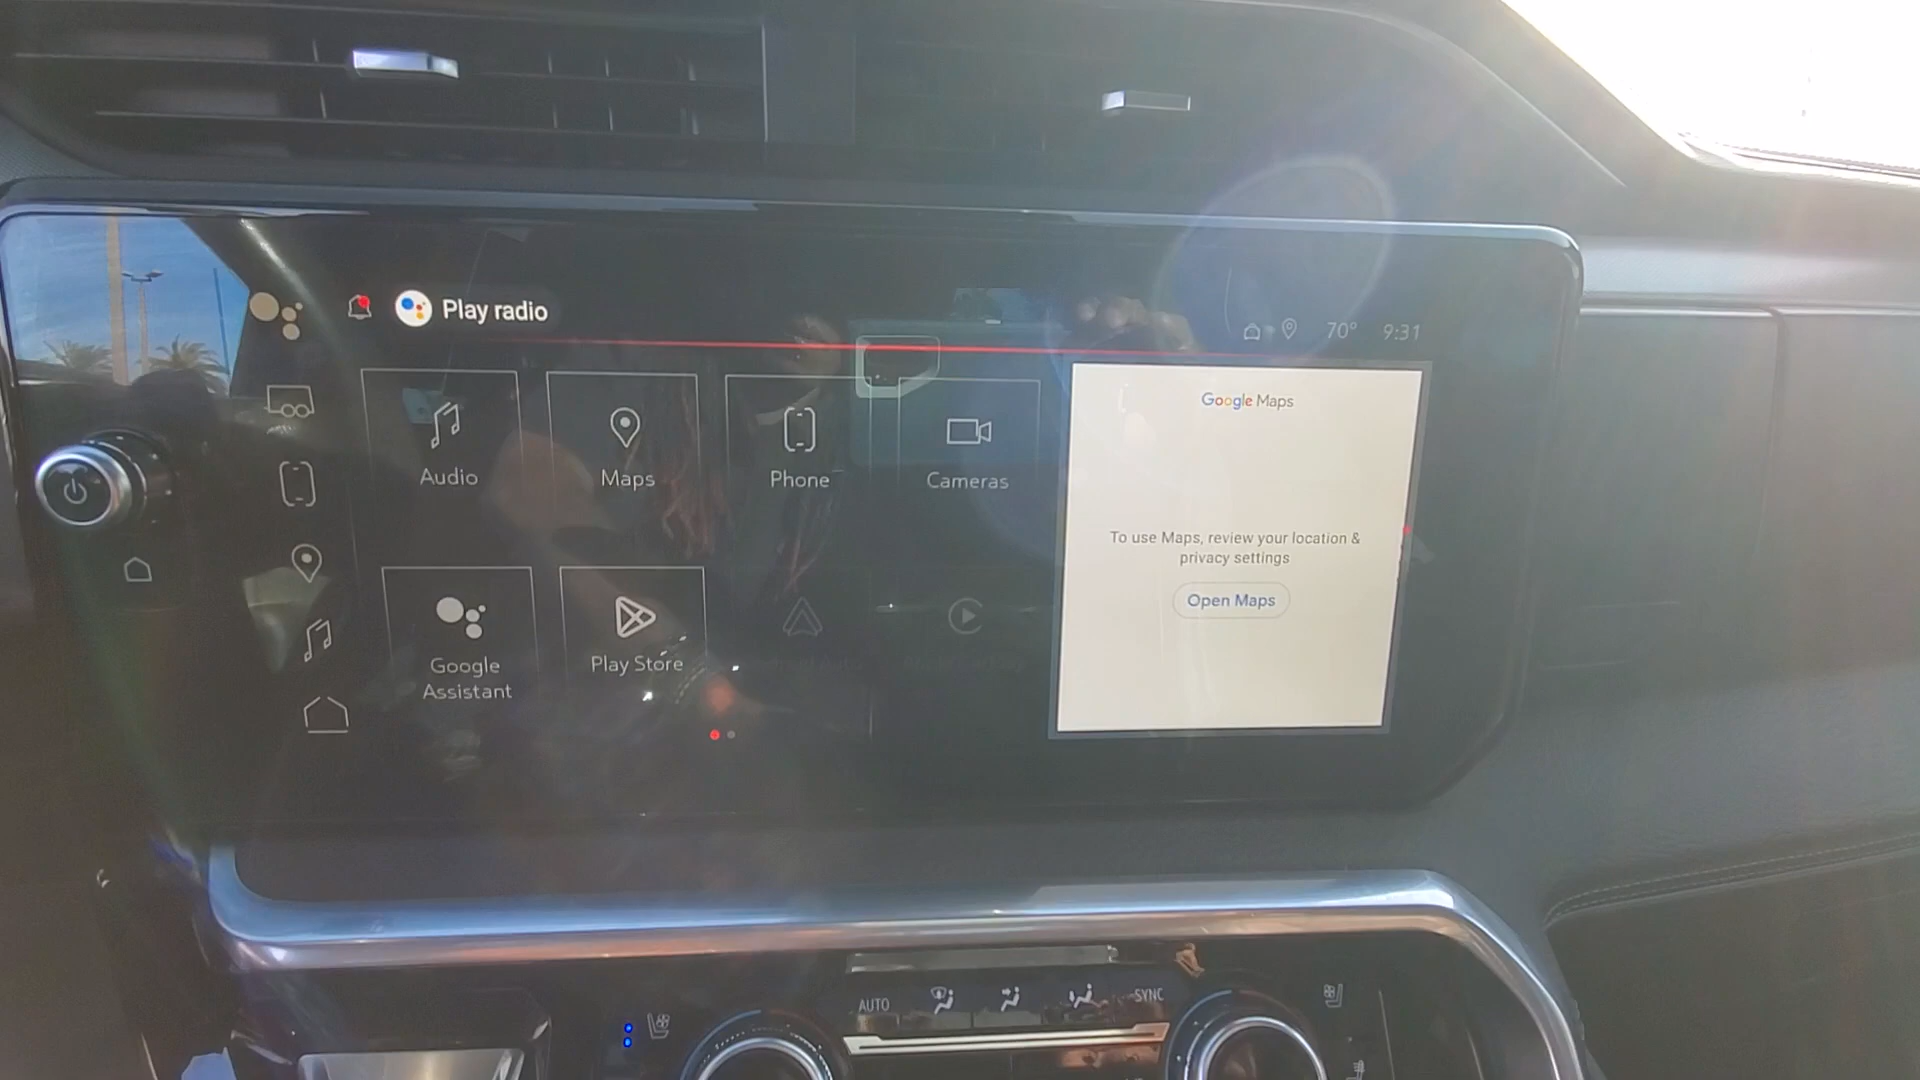 Play radio
70° 9:31
Audio
Maps
Phone
Cameras
Google
Assistant
Play Store
Google Maps
To use Maps, review your location &
privacy settings
Open Maps
AUTO
SYNC